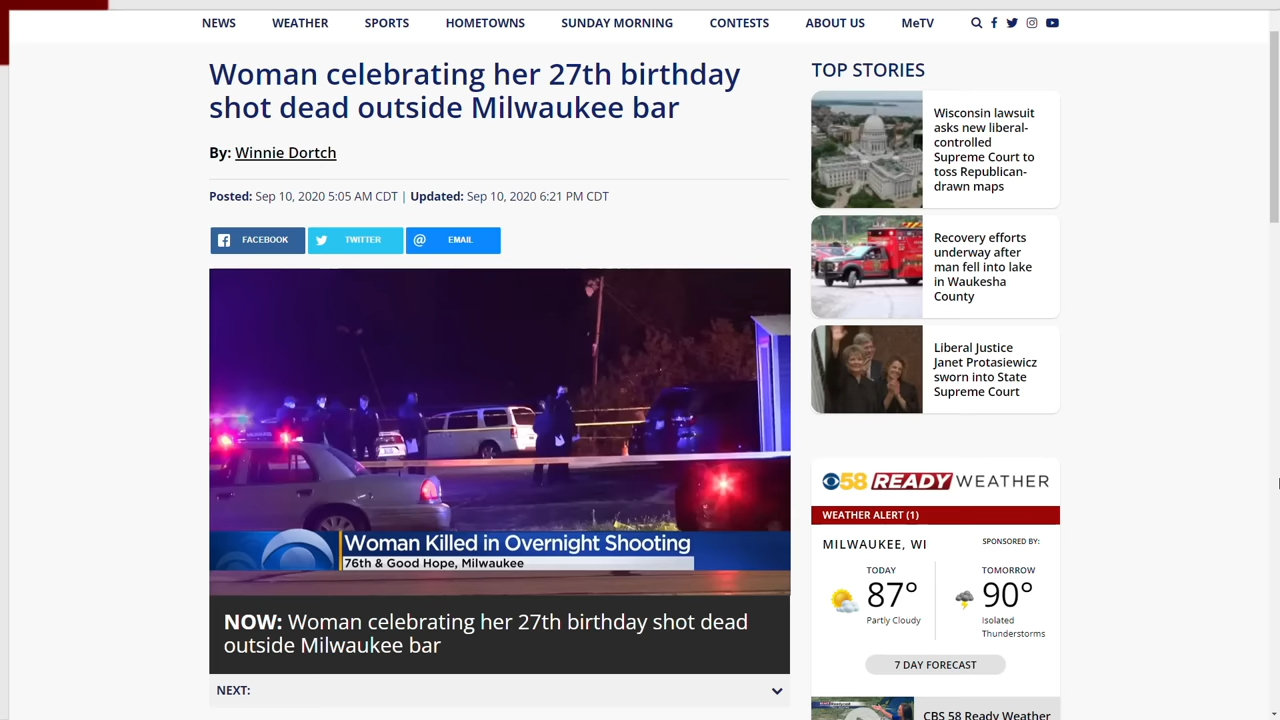 NEWS WEATHER SPORTS HOMETOWNS SUNDAY MORNING CONTESTS ABOUT US MeTV
Woman celebrating her 27th birthday
shot dead outside Milwaukee bar
By: Winnie Dortch
Posted: Sep 10, 2020 5:05 AM CDT | Updated: Sep 10, 2020 6:21 PM CDT
FACEBOOK TWITTER @ EMAIL
Woman Killed in Overnight Shooting
76th & Good Hope, Milwaukee
NOW: Woman celebrating her 27th birthday shot dead
outside Milwaukee bar
NEXT:
TOP STORIES
Wisconsin lawsuit
asks new liberal-
controlled
Supreme Court to
toss Republican-
drawn maps
Recovery efforts
underway after
man fell into lake
in Waukesha
County
Liberal Justice
Janet Protasiewicz
sworn into State
Supreme Court
58 READY WEATHER
WEATHER ALERT (1)
MILWAUKEE, WI
SPONSORED BY:
TODAY
87°
Partly Cloudy
TOMORROW
90°
Isolated
Thunderstorms
7 DAY FORECAST
CBS 58 Ready Weather